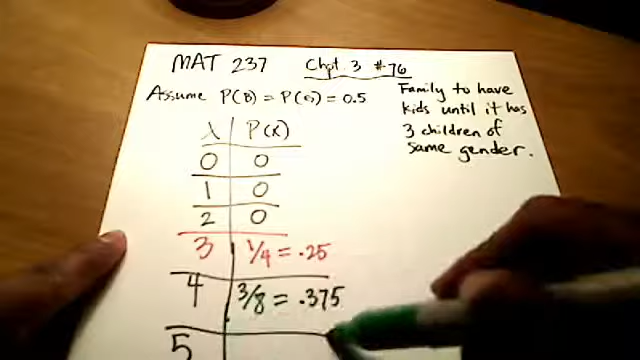 MAT 237 Chpt. 3 #76
Assume P(B) = P(G) = 0.5
Family to have
kids until it has
3 children of
same gender.
X P(X)
0 0
1 0
2 0
3 1/4 = .25
4 3/8 = .375
5